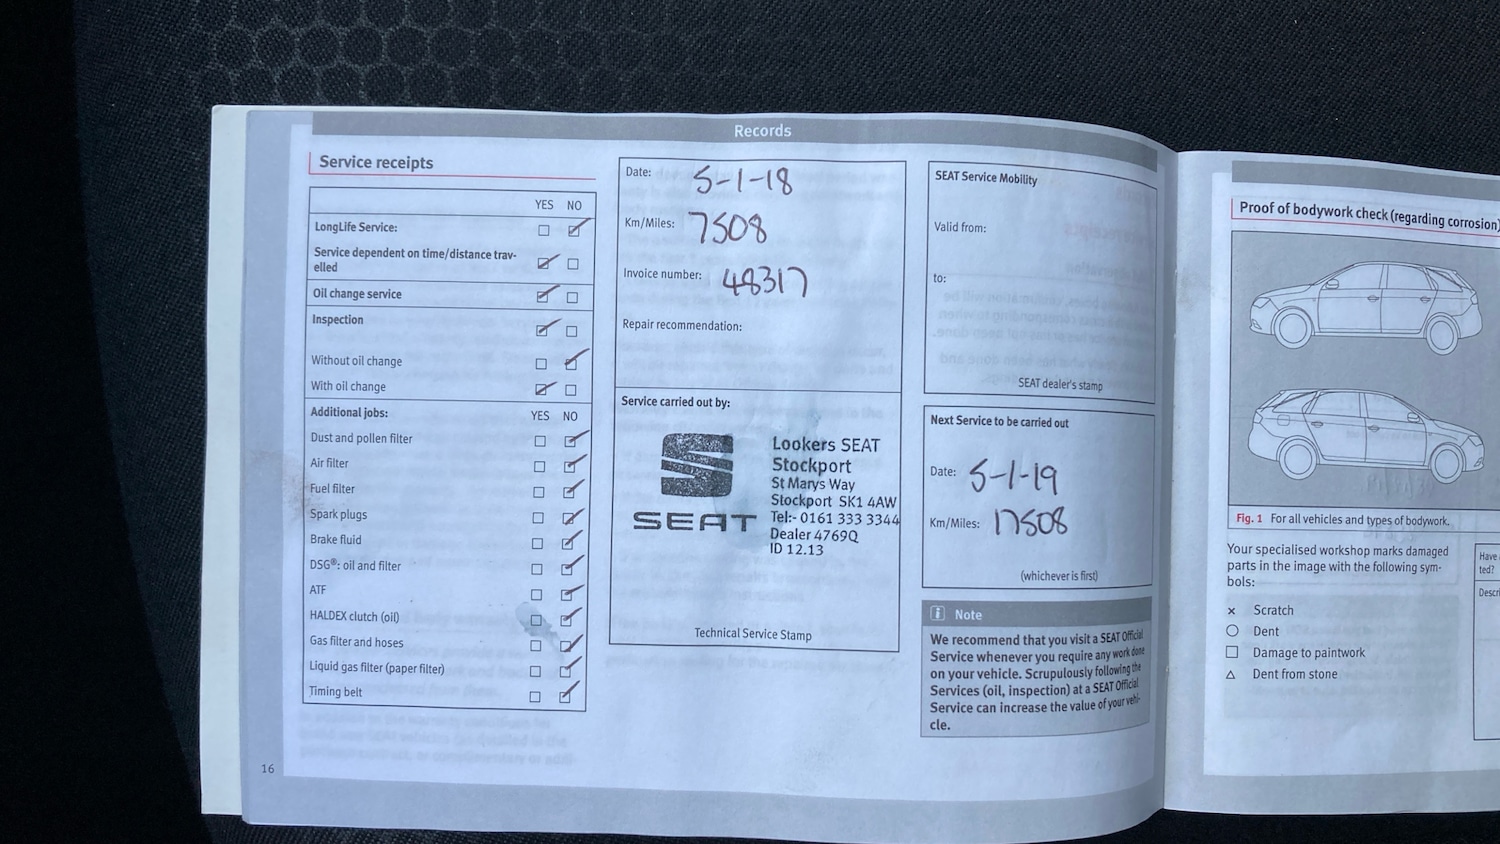 Records
Service receipts
YES NO
LongLife Service:
Service dependent on time/distance trav-
elled
Oil change service
Inspection
Without oil change
With oil change
Additional jobs: YES NO
Dust and pollen filter
Air filter
Fuel filter
Spark plugs
Brake fluid
DSG®: oil and filter
ATF
HALDEX clutch (oil)
Gas filter and hoses
Liquid gas filter (paper filter)
Timing belt
16
Date: 5-1-18
Km/Miles: 7508
Invoice number: 48317
Repair recommendation:
Service carried out by:
SEAT
Lookers SEAT
Stockport
St Marys Way
Stockport SK1 4AW
Tel:- 0161 333 3344
Dealer 4769Q
ID 12.13
Technical Service Stamp
SEAT Service Mobility
Valid from:
to:
SEAT dealer's stamp
Next Service to be carried out
Date: 5-1-19
Km/Miles: 17508
(whichever is first)
i Note
We recommend that you visit a SEAT Official
Service whenever you require any work done
on your vehicle. Scrupulously following the
Services (oil, inspection) at a SEAT Official
Service can increase the value of your vehi-
cle.
Proof of bodywork check (regarding corrosion)
Fig. 1 For all vehicles and types of bodywork.
Your specialised workshop marks damaged
parts in the image with the following sym-
bols:
Scratch
Dent
Damage to paintwork
Dent from stone
Have
ted?